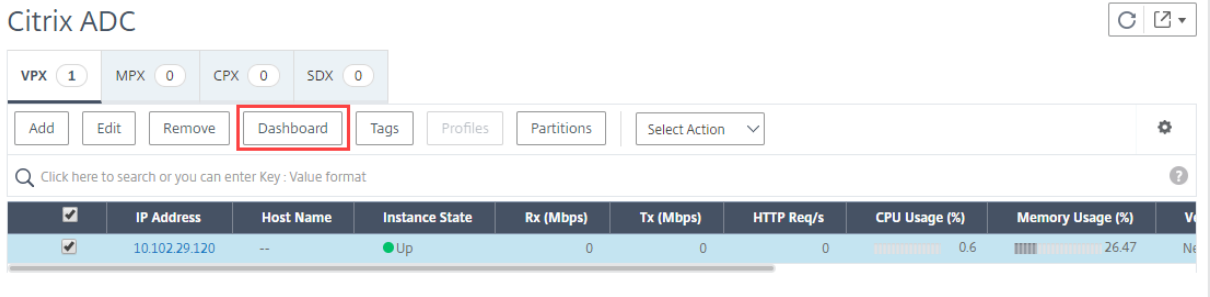 Citrix ADC
VPX 1 MPX 0 CPX 0 SDX 0
Add Edit Remove Dashboard Tags Profiles Partitions Select Action
Click here to search or you can enter Key : Value format
IP Address Host Name Instance State Rx (Mbps) Tx (Mbps) HTTP Req/s CPU Usage (%) Memory Usage (%)
10.102.29.120 -- Up 0 0 0 0.6 26.47